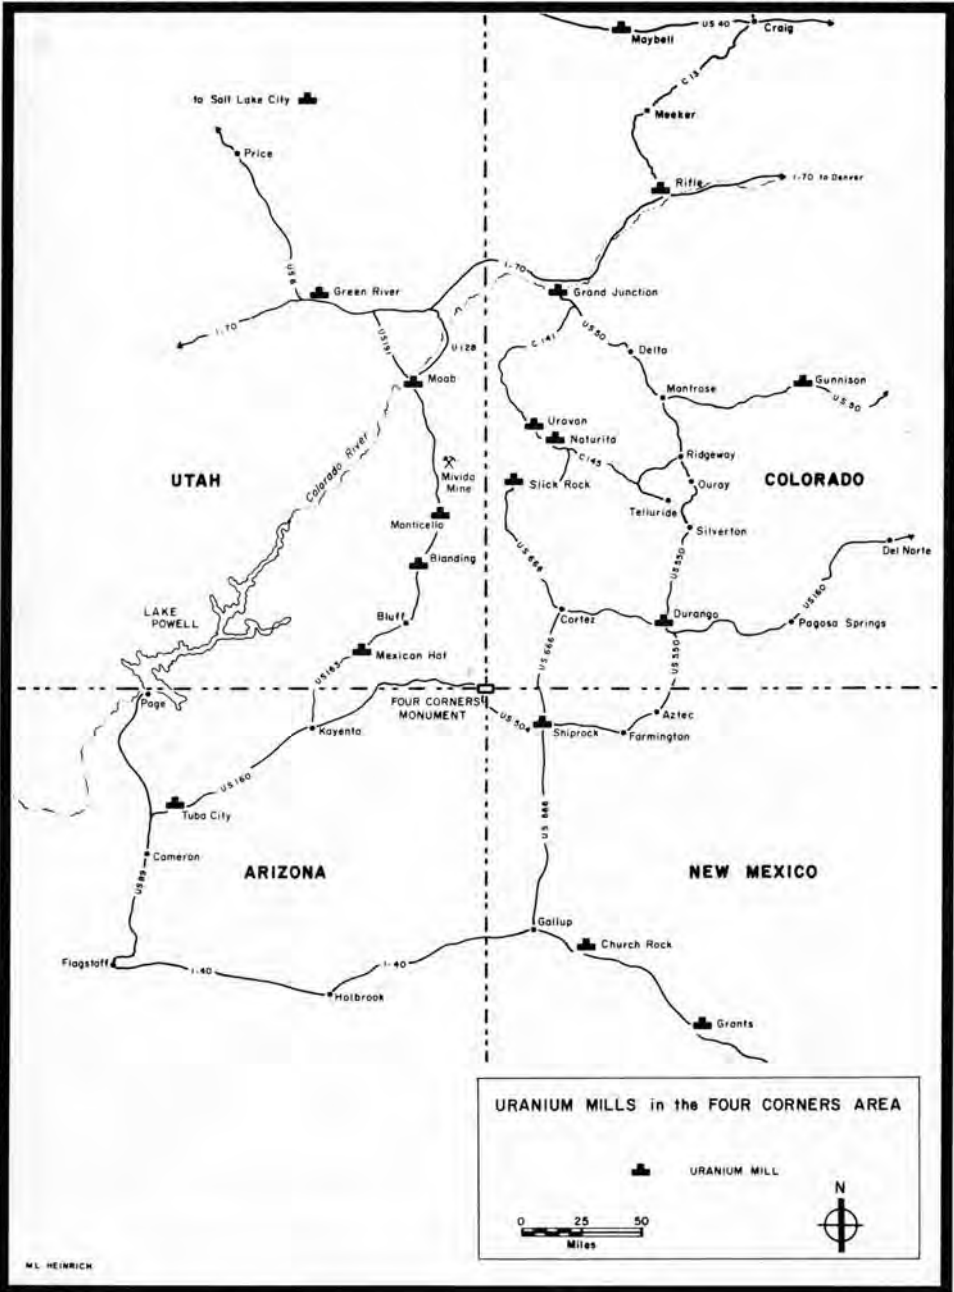 US 40
Craig
Maybell
C 13
to Salt Lake City
Meeker
Price
Rifle
I-70 to Denver
US 6
I-70
Green River
Grand Junction
I-70
US 191
U 128
C 141
US 50
Delta
Moab
Gunnison
Montrose
US 50
Uravan
Naturita
Colorado River
C 145
Ridgeway
UTAH
Mivida
Mine
Slick Rock
Ouray
COLORADO
Telluride
Monticello
Silverton
Del Norte
Blanding
US 666
US 550
US 160
LAKE
POWELL
Bluff
Cortez
Durango
Pagosa Springs
Mexican Hat
US 666
US 550
US 163
Page
FOUR CORNERS
MONUMENT
US 504
Aztec
Kayenta
Shiprock
Farmington
US 160
Tuba City
US 666
Cameron
ARIZONA
NEW MEXICO
US 89
Gallup
Church Rock
Flagstaff
I-40
I-40
Holbrook
Grants
URANIUM MILLS in the FOUR CORNERS AREA
URANIUM MILL
N
0 25 50
Miles
ML HEINRICH